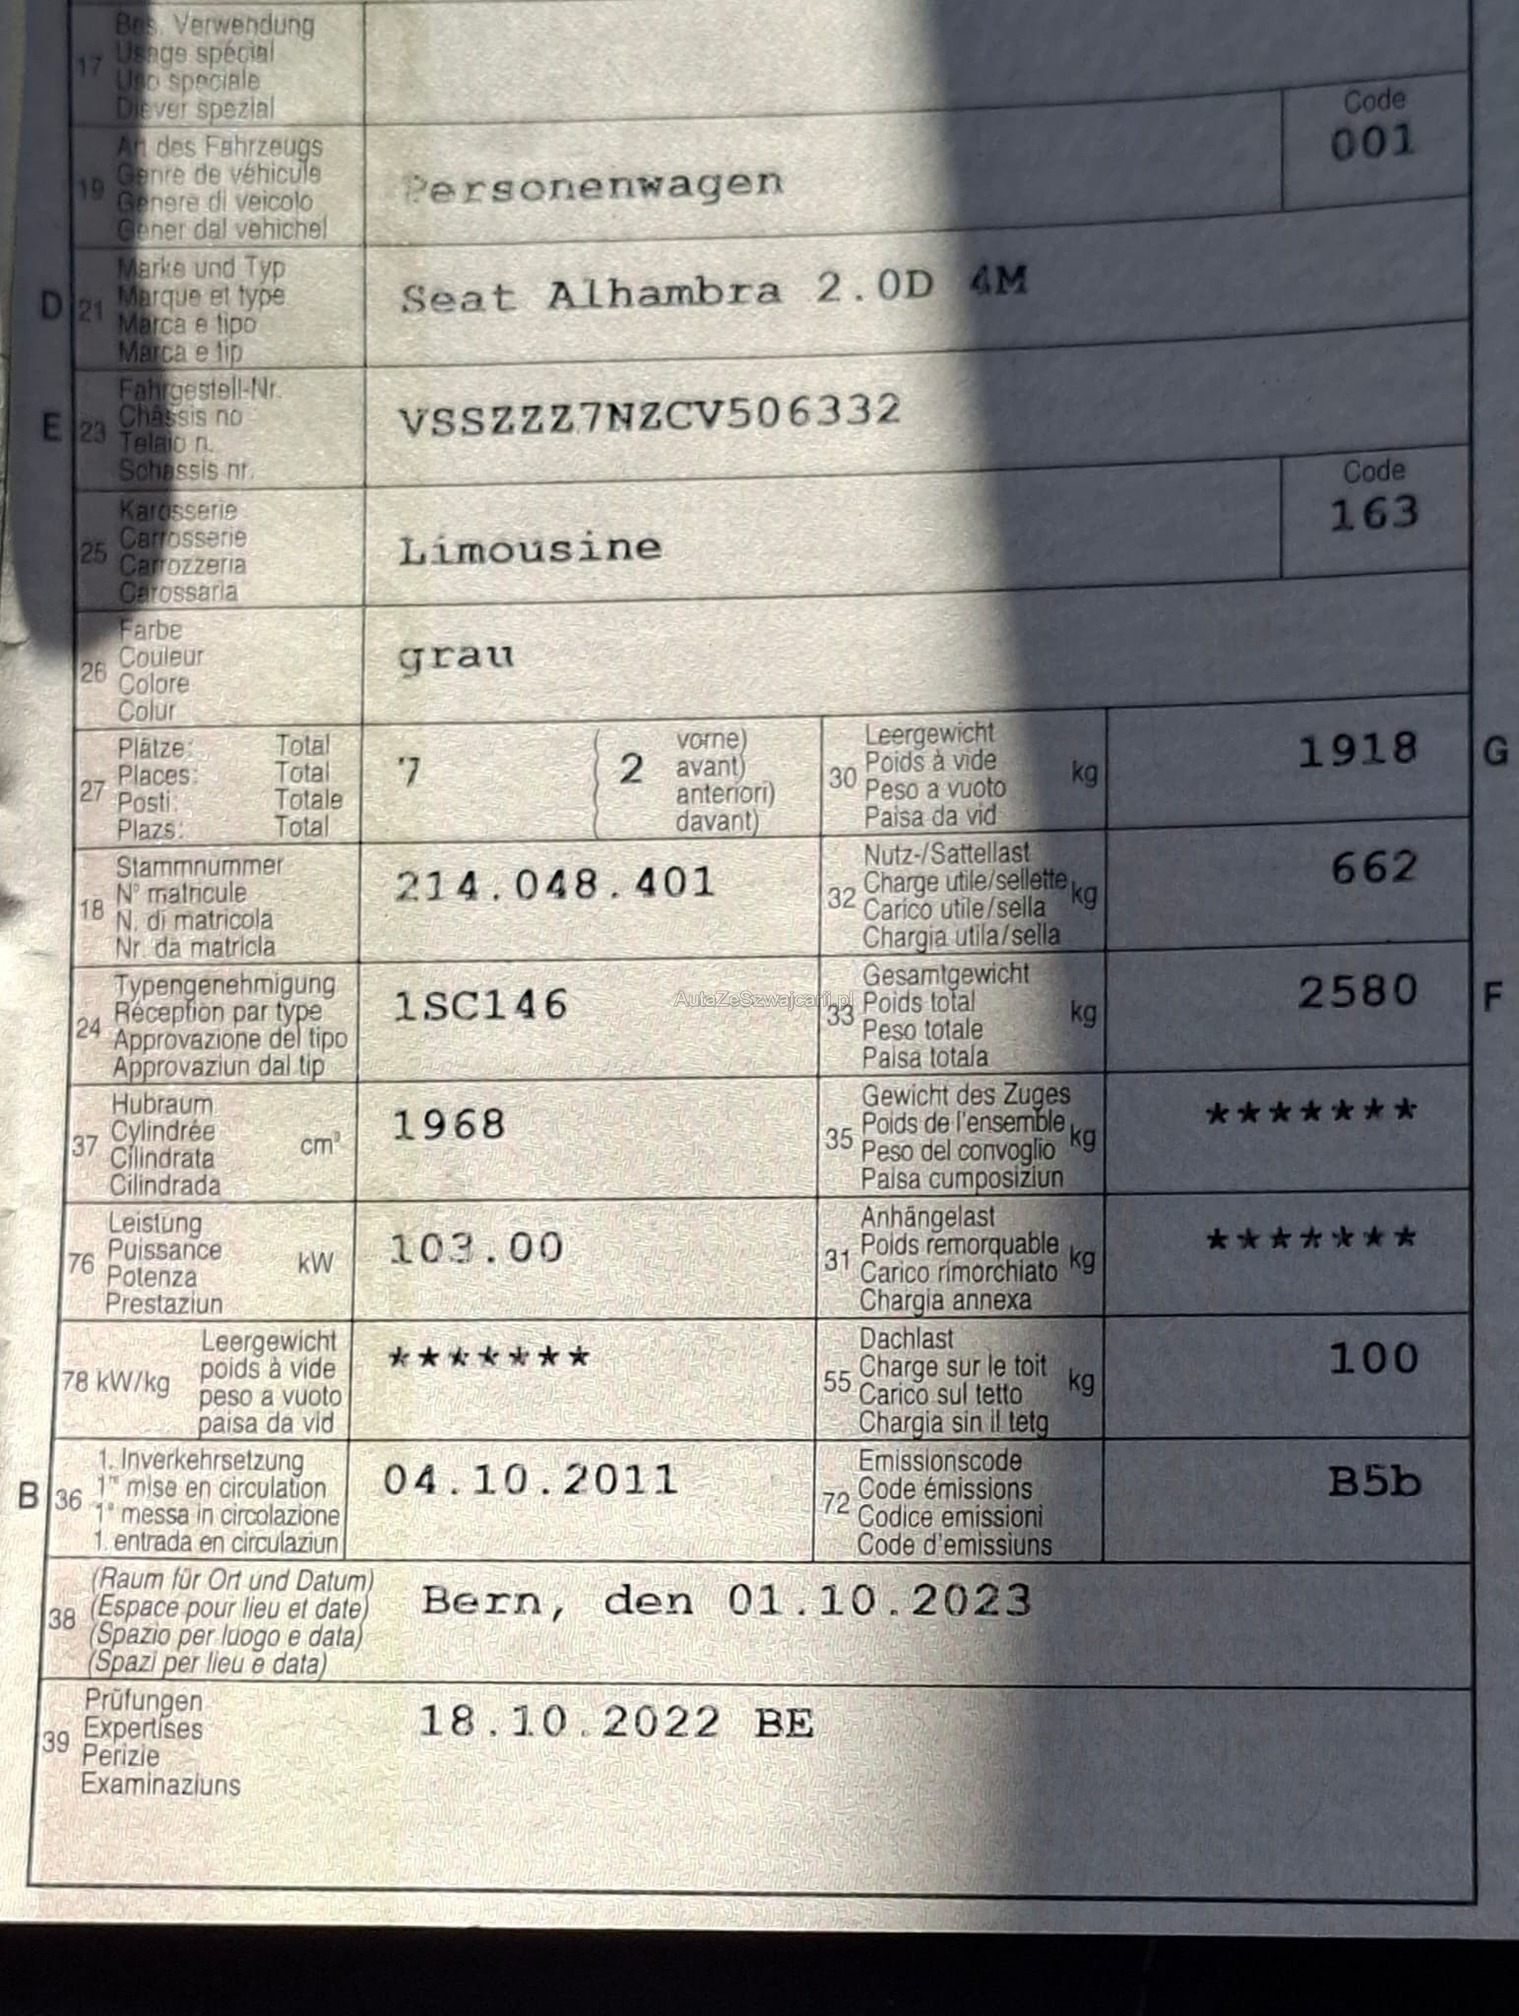 Bes. Verwendung
17 Usage spécial
Uso speciale
Diever spezial
Code
001
Art des Fahrzeugs
19 Genre de véhicule
Genere di veicolo
Gener dal vehichel
Personenwagen
Marke und Typ
D 21 Marque et type
Marca e tipo
Marca e tip
Seat Alhambra 2.0D 4M
Fahrgestell-Nr.
E 23 Châssis no
Telaio n.
Schassis nr.
VSSZZZ7NZCV506332
Code
163
Karosserie
25 Carrosserie
Carrozzeria
Carossaria
Limousine
Farbe
26 Couleur
Colore
Colur
grau
27 Plätze: Total
Places: Total
Posti: Totale
Plazs: Total
7 2 vorne)
avant)
anteriori)
davant)
30 Leergewicht
Poids à vide kg
Peso a vuoto
Paisa da vid
1918 G
18 Stammnummer
N° matricule
N. di matricola
Nr. da matricla
214.048.401
32 Nutz-/Sattellast
Charge utile/sellette kg
Carico utile/sella
Chargia utila/sella
662
24 Typengenehmigung
Réception par type
Approvazione del tipo
Approvaziun dal tip
1SC146
AutaZeSzwajcarii.pl
33 Gesamtgewicht
Poids total kg
Peso totale
Paisa totala
2580 F
37 Hubraum
Cylindrée cm³
Cilindrata
Cilindrada
1968
35 Gewicht des Zuges
Poids de l'ensemble kg
Peso del convoglio
Paisa cumposiziun
*******
76 Leistung
Puissance kW
Potenza
Prestaziun
103.00
31 Anhängelast
Poids remorquable kg
Carico rimorchiato
Chargia annexa
*******
78 kW/kg Leergewicht
poids à vide
peso a vuoto
paisa da vid
*******
55 Dachlast
Charge sur le toit kg
Carico sul tetto
Chargia sin il tetg
100
B 36 1. Inverkehrsetzung
1re mise en circulation
1a messa in circolazione
1. entrada en circulaziun
04.10.2011
72 Emissionscode
Code émissions
Codice emissioni
Code d'emissiuns
B5b
38 (Raum für Ort und Datum)
(Espace pour lieu et date)
(Spazio per luogo e data)
(Spazi per lieu e data)
Bern, den 01.10.2023
39 Prüfungen
Expertises
Perizie
Examinaziuns
18.10.2022 BE